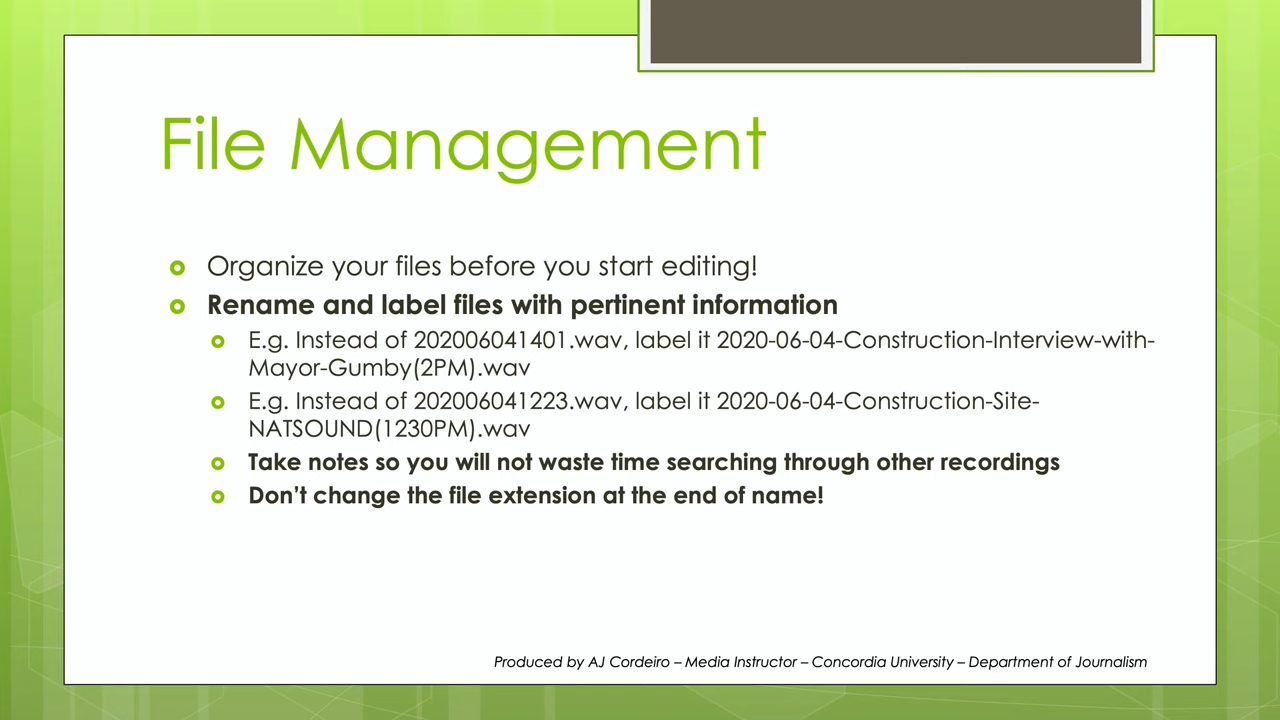 File Management
Organize your files before you start editing!
Rename and label files with pertinent information
E.g. Instead of 202006041401.wav, label it 2020-06-04-Construction-Interview-with-
Mayor-Gumby(2PM).wav
E.g. Instead of 202006041223.wav, label it 2020-06-04-Construction-Site-
NATSOUND(1230PM).wav
Take notes so you will not waste time searching through other recordings
Don’t change the file extension at the end of name!
Produced by AJ Cordeiro – Media Instructor – Concordia University – Department of Journalism